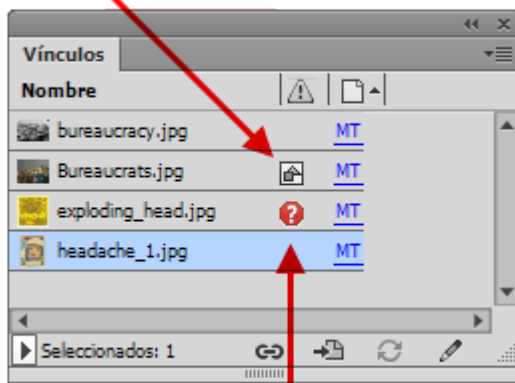 Vínculos
Nombre
bureaucracy.jpg MT
Bureaucrats.jpg MT
exploding_head.jpg MT
headache_1.jpg MT
Seleccionados: 1